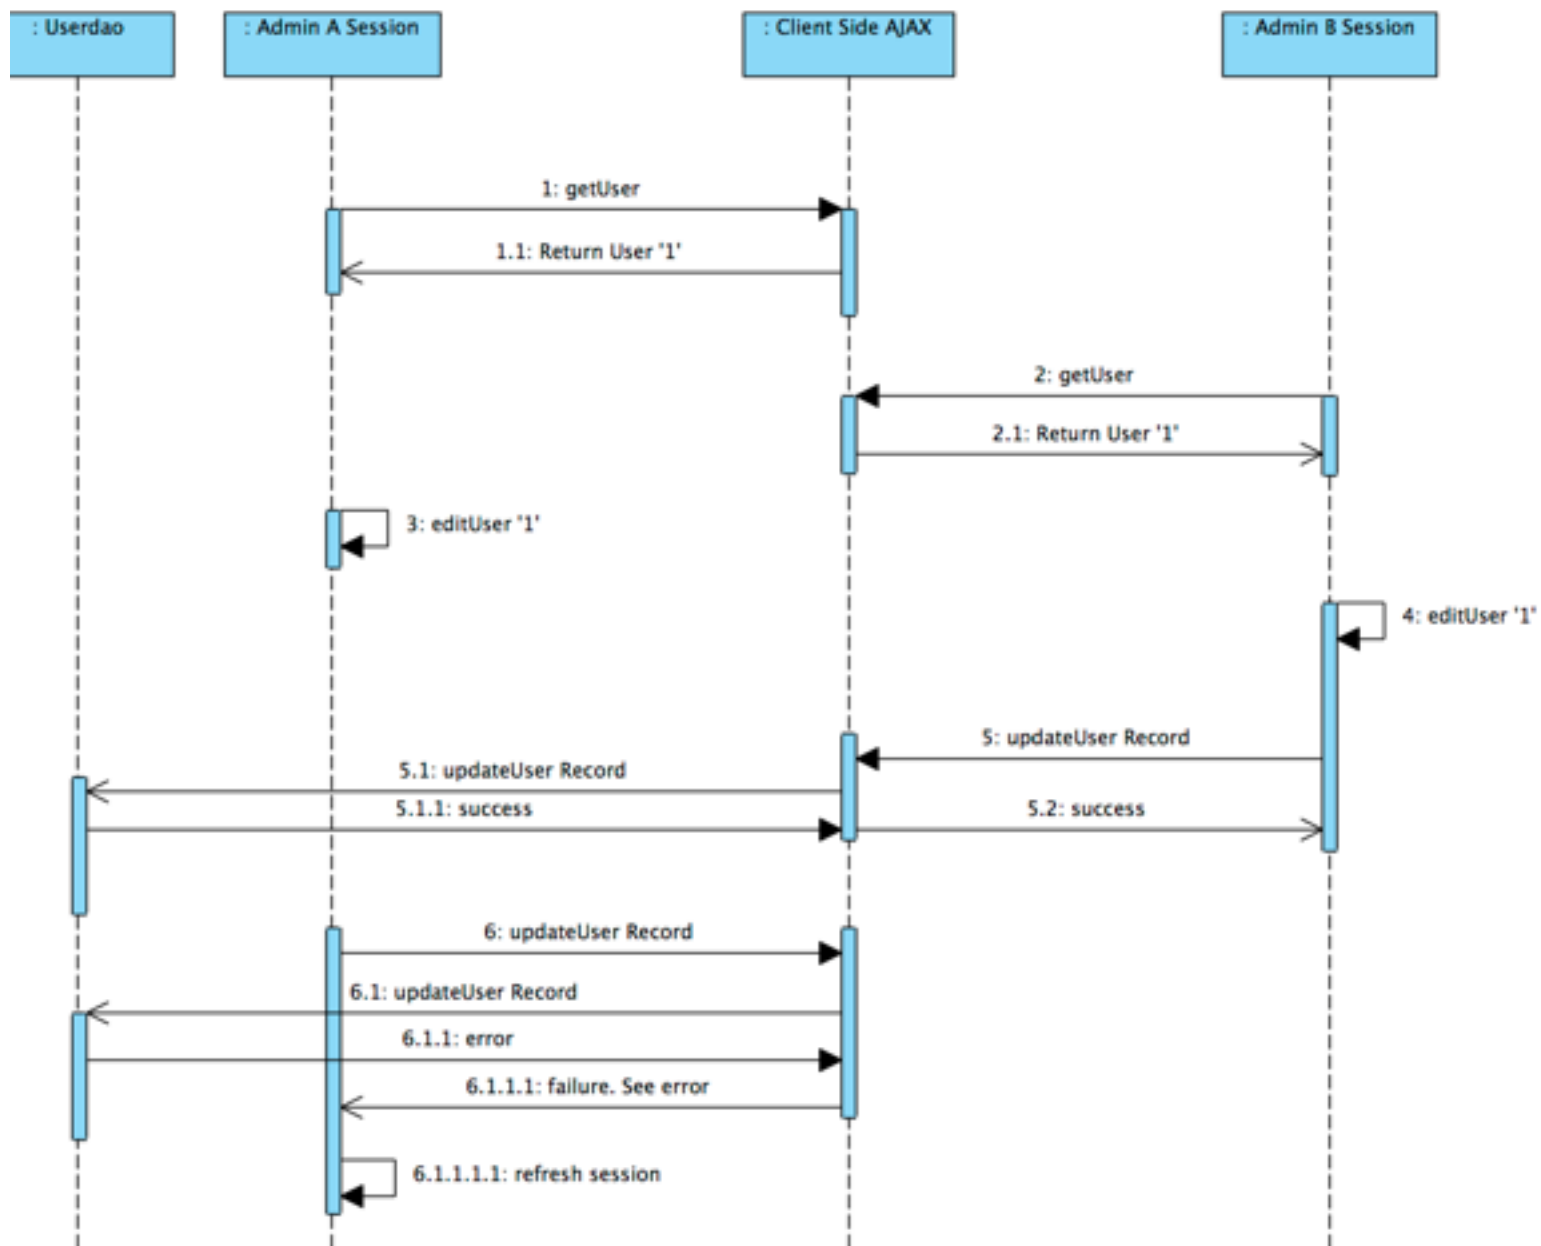 : Userdao
: Admin A Session
: Client Side AJAX
: Admin B Session
1: getUser
1.1: Return User '1'
2: getUser
2.1: Return User '1'
3: editUser '1'
4: editUser '1'
5: updateUser Record
5.1: updateUser Record
5.1.1: success
5.2: success
6: updateUser Record
6.1: updateUser Record
6.1.1: error
6.1.1.1: failure. See error
6.1.1.1.1: refresh session